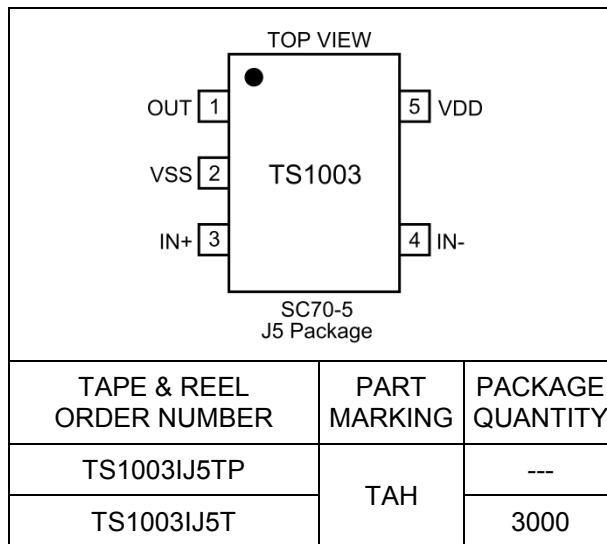 TOP VIEW
OUT 1 5 VDD
VSS 2 TS1003
IN+ 3 4 IN-
SC70-5
J5 Package
TAPE & REEL PART PACKAGE
ORDER NUMBER MARKING QUANTITY
TS1003IJ5TP TAH ---
TS1003IJ5T 3000